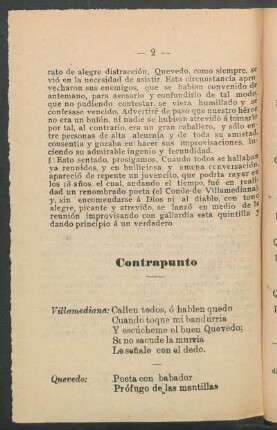 — 2 —
rato de alegre distracción, Quevedo, como siempre, se
vió en la necesidad de asistir. Esta circunstancia apro-
vecharon sus enemigos, que se habian convenido de
antemano, para acusarlo y confundirlo de tal modo,
que no pudiendo contestar, se viera humillado y se
confesase vencido. Advertiré de paso que nuestro héroe
no era un bufón, ni nadie se hubiera atrevido á tomarlo
por tal, al contrario, era un gran caballero, y sólo en-
tre personas de alta alcurnia y de toda su amistad,
consentia y gozaba en hacer sus improvisaciones, lu-
ciendo su admirable ingenio y fecundidad.
Esto sentado, prosigamos. Cuando todos se hallaban
ya reunidos, y en bulliciosa y amena conversación,
apareció de repente un jovencito, que podria rayar en
los 18 años, el cual, andando el tiempo, fué en reali-
dad un renombrado poeta (el Conde de Villamediana)
y, sin encomendarse á Dios ni al diablo, con tono
alegre, picante y atrevido, se lanzó en medio de la
reunión improvisando con gallardia esta quintilla y
dando principio á un verdadero
Contrapunto
Villamediana: Callen todos, ó hablen quedo
Cuando toque mi bandurria
Y escúcheme el buen Quevedo;
Si no sacude la murria
Le señalo con el dedo.
Quevedo: Poeta con babador
Prófugo de las mantillas